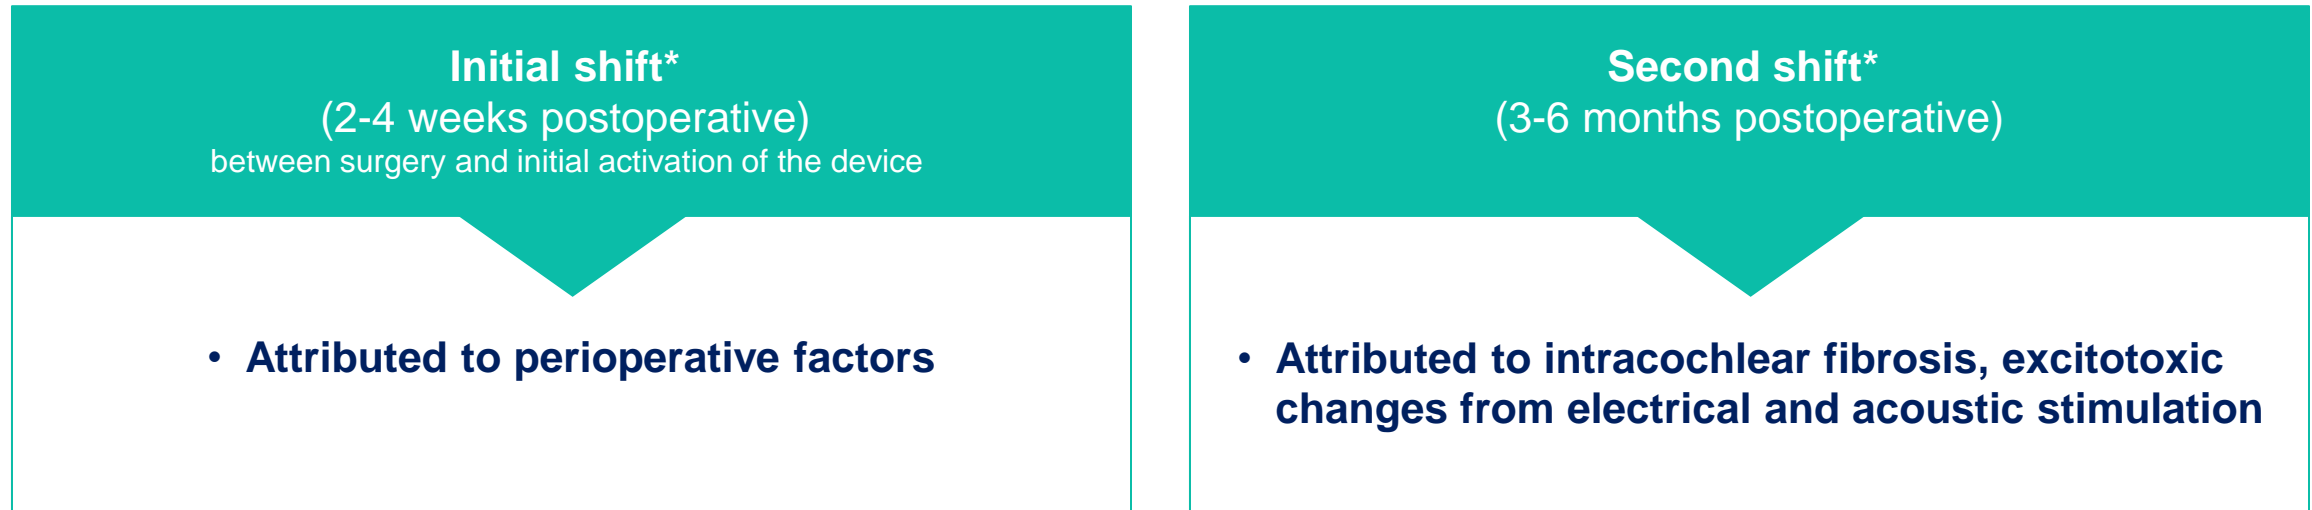 Initial shift*
(2-4 weeks postoperative)
between surgery and initial activation of the device
• Attributed to perioperative factors
Second shift*
(3-6 months postoperative)
• Attributed to intracochlear fibrosis, excitotoxic
changes from electrical and acoustic stimulation